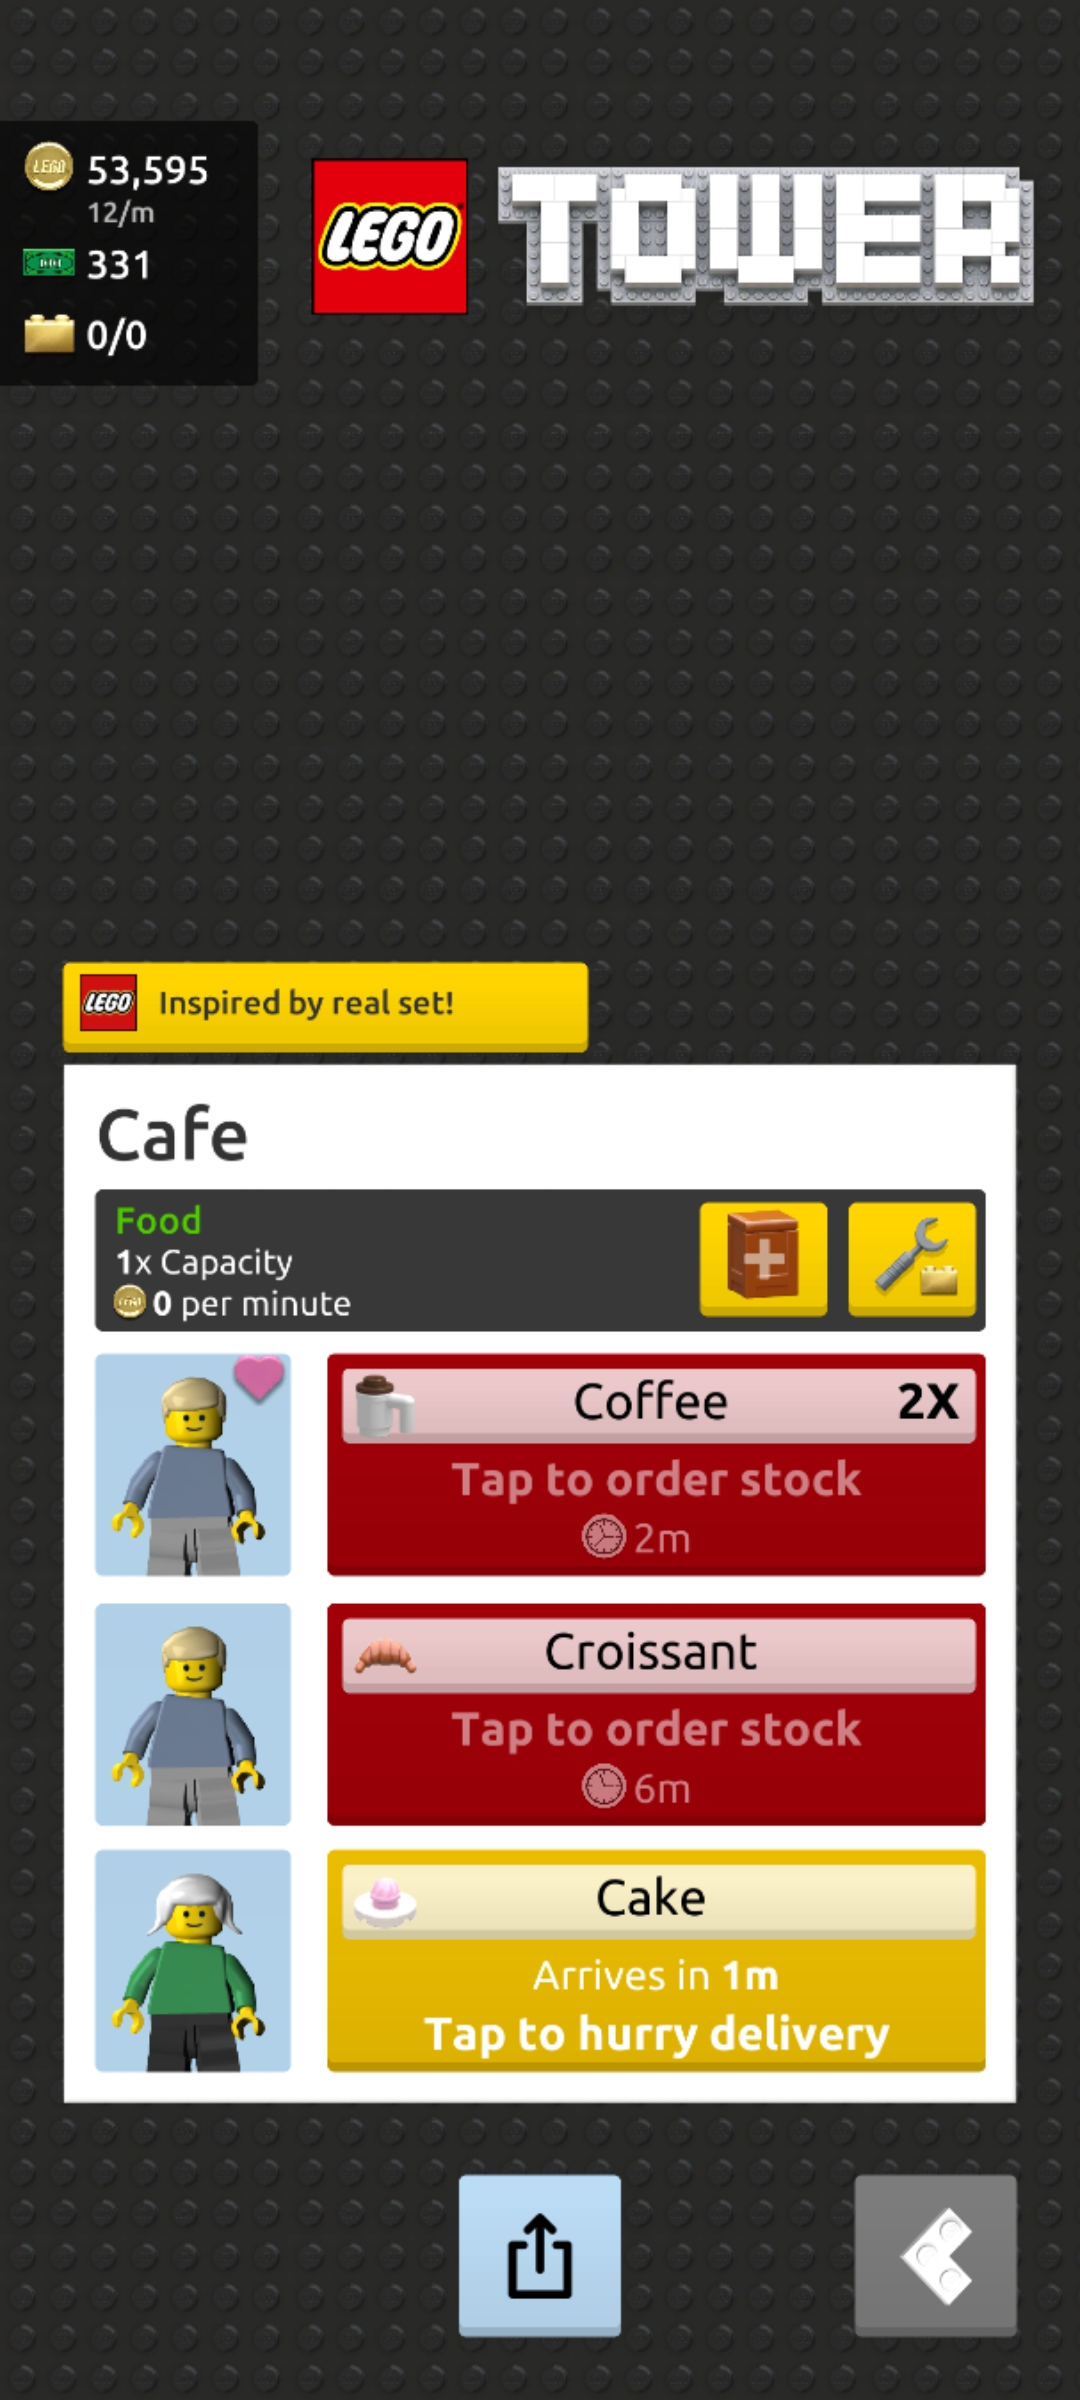 LEGO
53,595
12/m
331
0/0
LEGO
TOWER
LEGO
Inspired by real set!
Cafe
Food
1x Capacity
0 per minute
Coffee
2X
Tap to order stock
2m
Croissant
Tap to order stock
6m
Cake
Arrives in 1m
Tap to hurry delivery